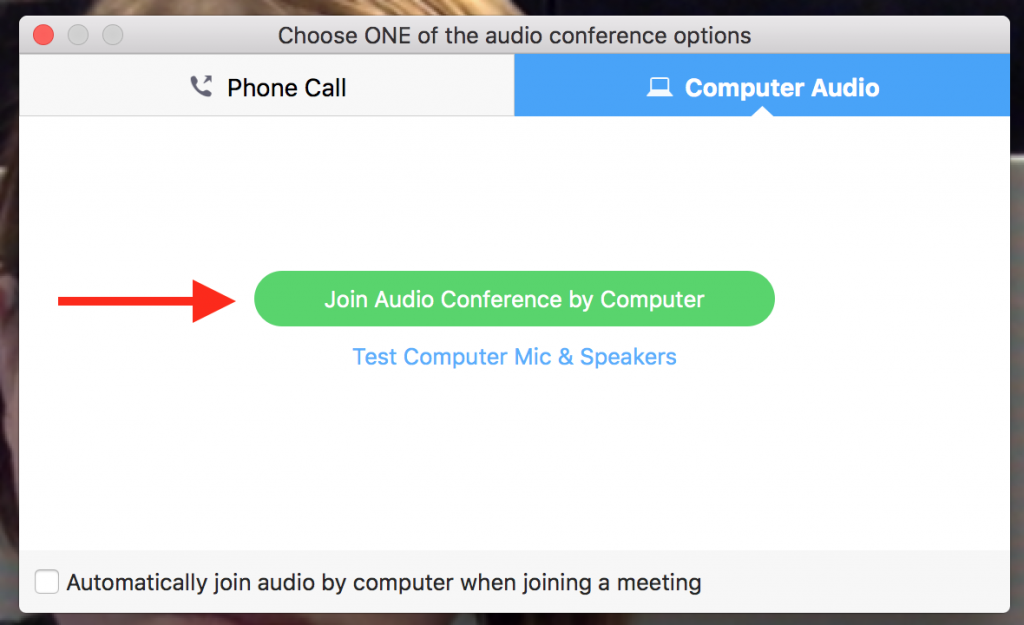 Choose ONE of the audio conference options
Phone Call
Computer Audio
Join Audio Conference by Computer
Test Computer Mic & Speakers
Automatically join audio by computer when joining a meeting